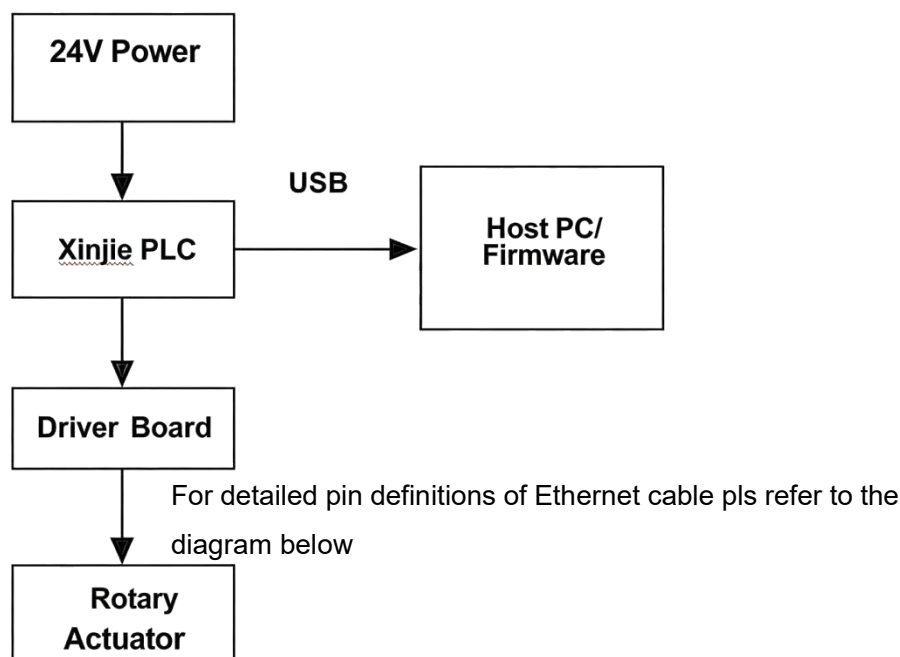 24V Power
USB
Xinjie PLC
Host PC/
Firmware
Driver Board
For detailed pin definitions of Ethernet cable pls refer to the
diagram below
Rotary
Actuator